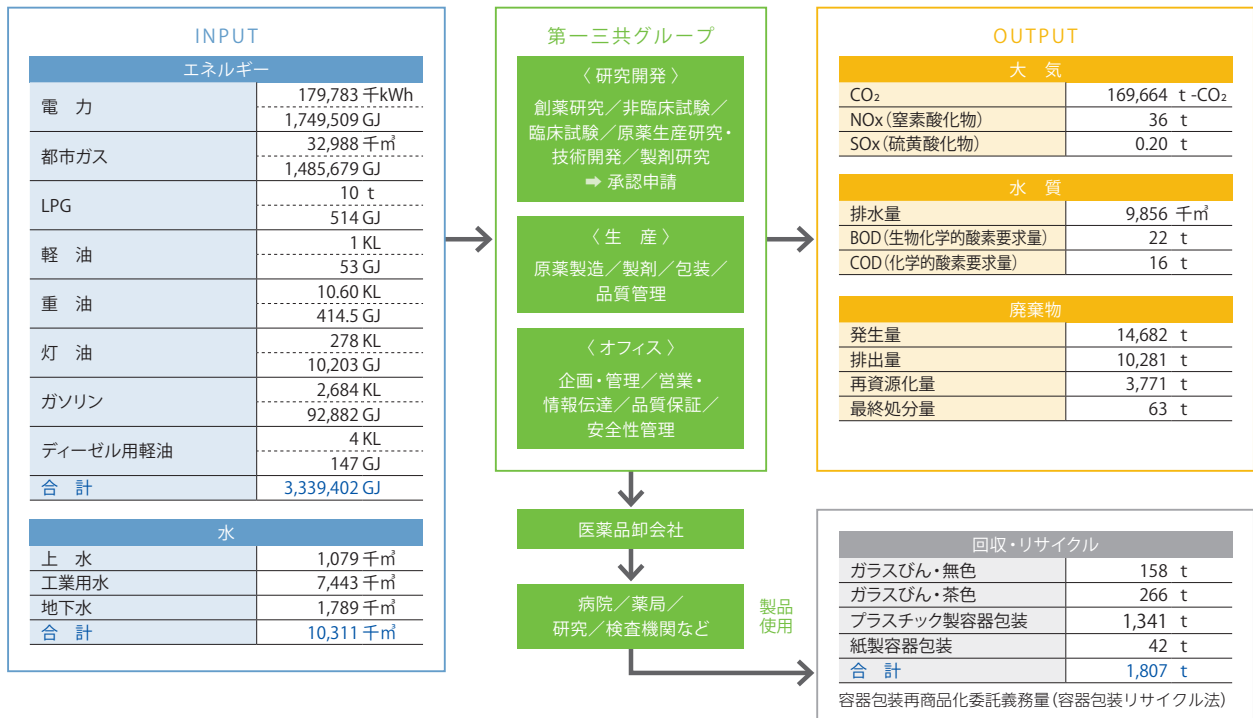 INPUT
エネルギー
電　力
179,783 千kWh
1,749,509 GJ
都市ガス
32,988 千㎥
1,485,679 GJ
LPG
10 t
514 GJ
軽　油
1 KL
53 GJ
重　油
10.60 KL
414.5 GJ
灯　油
278 KL
10,203 GJ
ガソリン
2,684 KL
92,882 GJ
ディーゼル用軽油
4 KL
147 GJ
合　計 3,339,402 GJ
水
上　水 1,079 千㎥
工業用水 7,443 千㎥
地下水 1,789 千㎥
合　計 10,311 千㎥
第一三共グループ
〈 研究開発 〉
創薬研究／非臨床試験／
臨床試験／原薬生産研究・
技術開発／製剤研究
➡ 承認申請
〈 生　産 〉
原薬製造／製剤／包装／
品質管理
〈 オフィス 〉
企画・管理／営業・
情報伝達／品質保証／
安全性管理
医薬品卸会社
病院／薬局／
研究／検査機関など
製品
使用
OUTPUT
大　気
CO₂ 169,664 t -CO₂
NOx（窒素酸化物） 36 t
SOx（硫黄酸化物） 0.20 t
水　質
排水量 9,856 千㎥
BOD（生物化学的酸素要求量） 22 t
COD（化学的酸素要求量） 16 t
廃棄物
発生量 14,682 t
排出量 10,281 t
再資源化量 3,771 t
最終処分量 63 t
回収・リサイクル
ガラスびん・無色 158 t
ガラスびん・茶色 266 t
プラスチック製容器包装 1,341 t
紙製容器包装 42 t
合　計 1,807 t
容器包装再商品化委託義務量（容器包装リサイクル法）